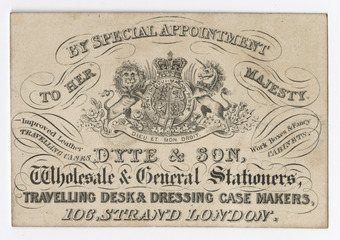 BY SPECIAL APPOINTMENT
TO HER MAJESTY.
DIEU ET MON DROIT
Improved Leather
TRAVELLING CASES
Work Boxes & Fancy
CABINETS.
DYTE & SON,
Wholesale & General Stationers,
TRAVELLING DESK & DRESSING CASE MAKERS,
106, STRAND LONDON.